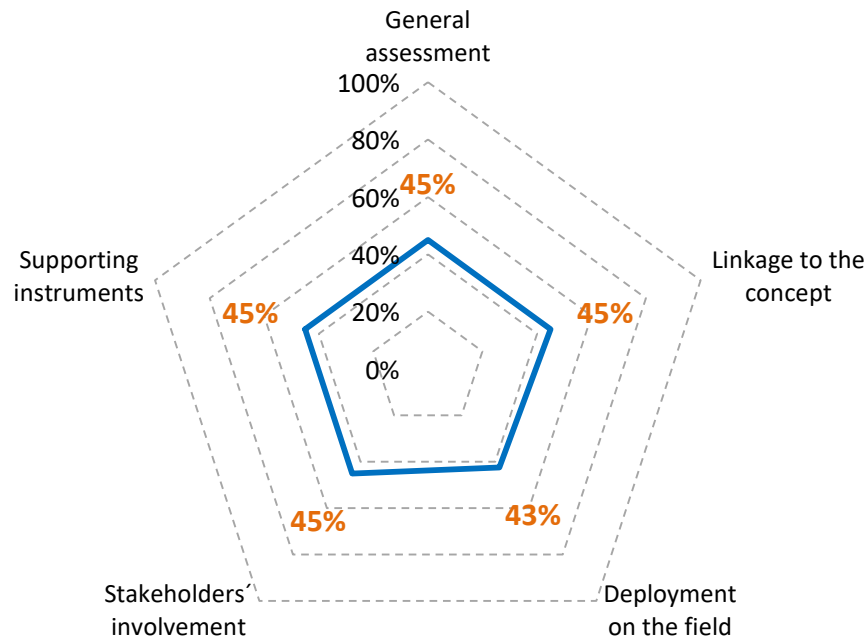 General
assessment
100%
80%
60%
40%
20%
0%
45%
Linkage to the
concept
45%
Deployment
on the field
43%
Stakeholders´
involvement
45%
Supporting
instruments
45%